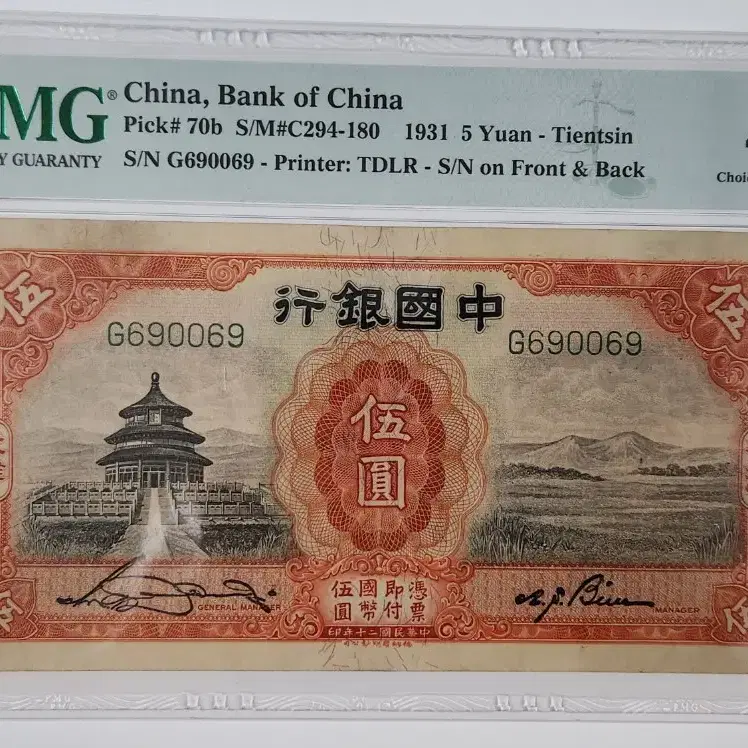 MG®
Y GUARANTY
China, Bank of China
Pick# 70b S/M#C294-180 1931 5 Yuan - Tientsin
S/N G690069 - Printer: TDLR - S/N on Front & Back
Choi
行銀國中
伍
伍
G690069
G690069
伍
圓
GENERAL MANAGER
憑票
即付
國幣
伍圓
MANAGER
印年十二國民華中